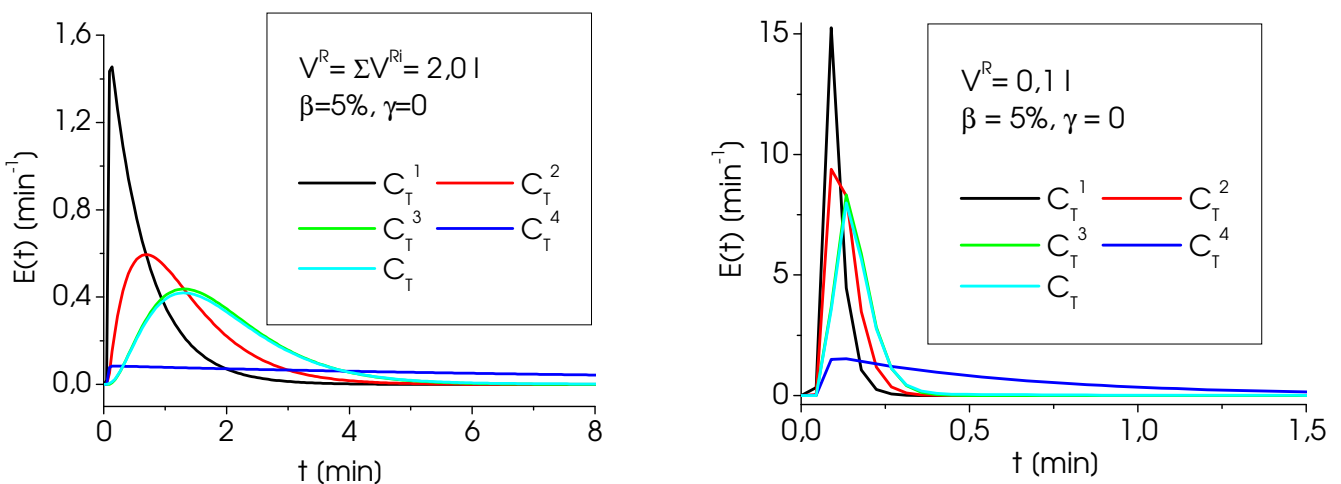 1,6
1,2
0,8
0,4
0,0
E(t) (min⁻¹)
V^R = ΣV^Ri = 2,0 l
β=5%, γ=0
C_T^1 C_T^2
C_T^3 C_T^4
C_T
0 2 4 6 8
t (min)
15
10
5
0
E(t) (min⁻¹)
V^R = 0,1 l
β = 5%, γ = 0
C_T^1 C_T^2
C_T^3 C_T^4
C_T
0,0 0,5 1,0 1,5
t (min)